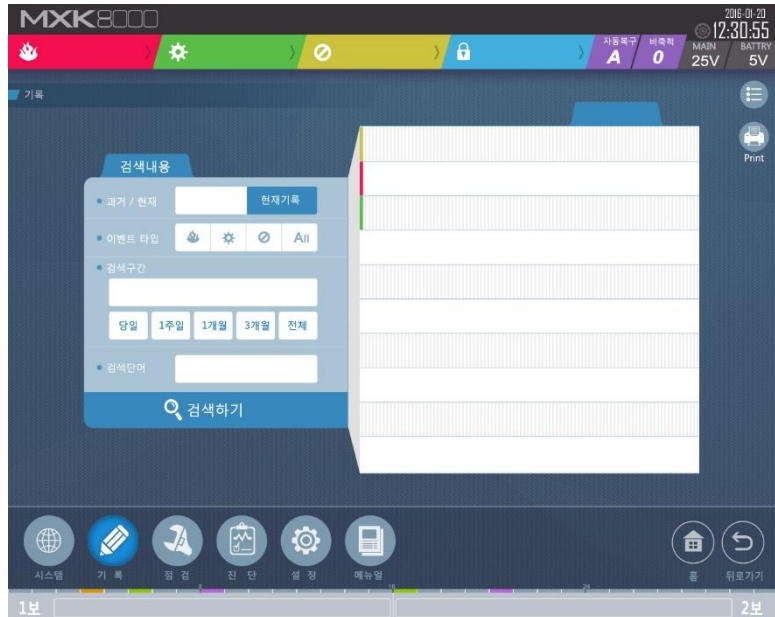 MXK8000
2016-01-20
12:30:55
자동복구
A
비축적
0
MAIN
25V
BATTRY
5V
기록
Print
검색내용
과거 / 현재
현재기록
이벤트 타입
All
검색구간
당일 1주일 1개월 3개월 전체
검색단어
검색하기
시스템 기 록 점 검 진 단 설 정 메뉴얼 홈 뒤로가기
8 16 24
1보 2보